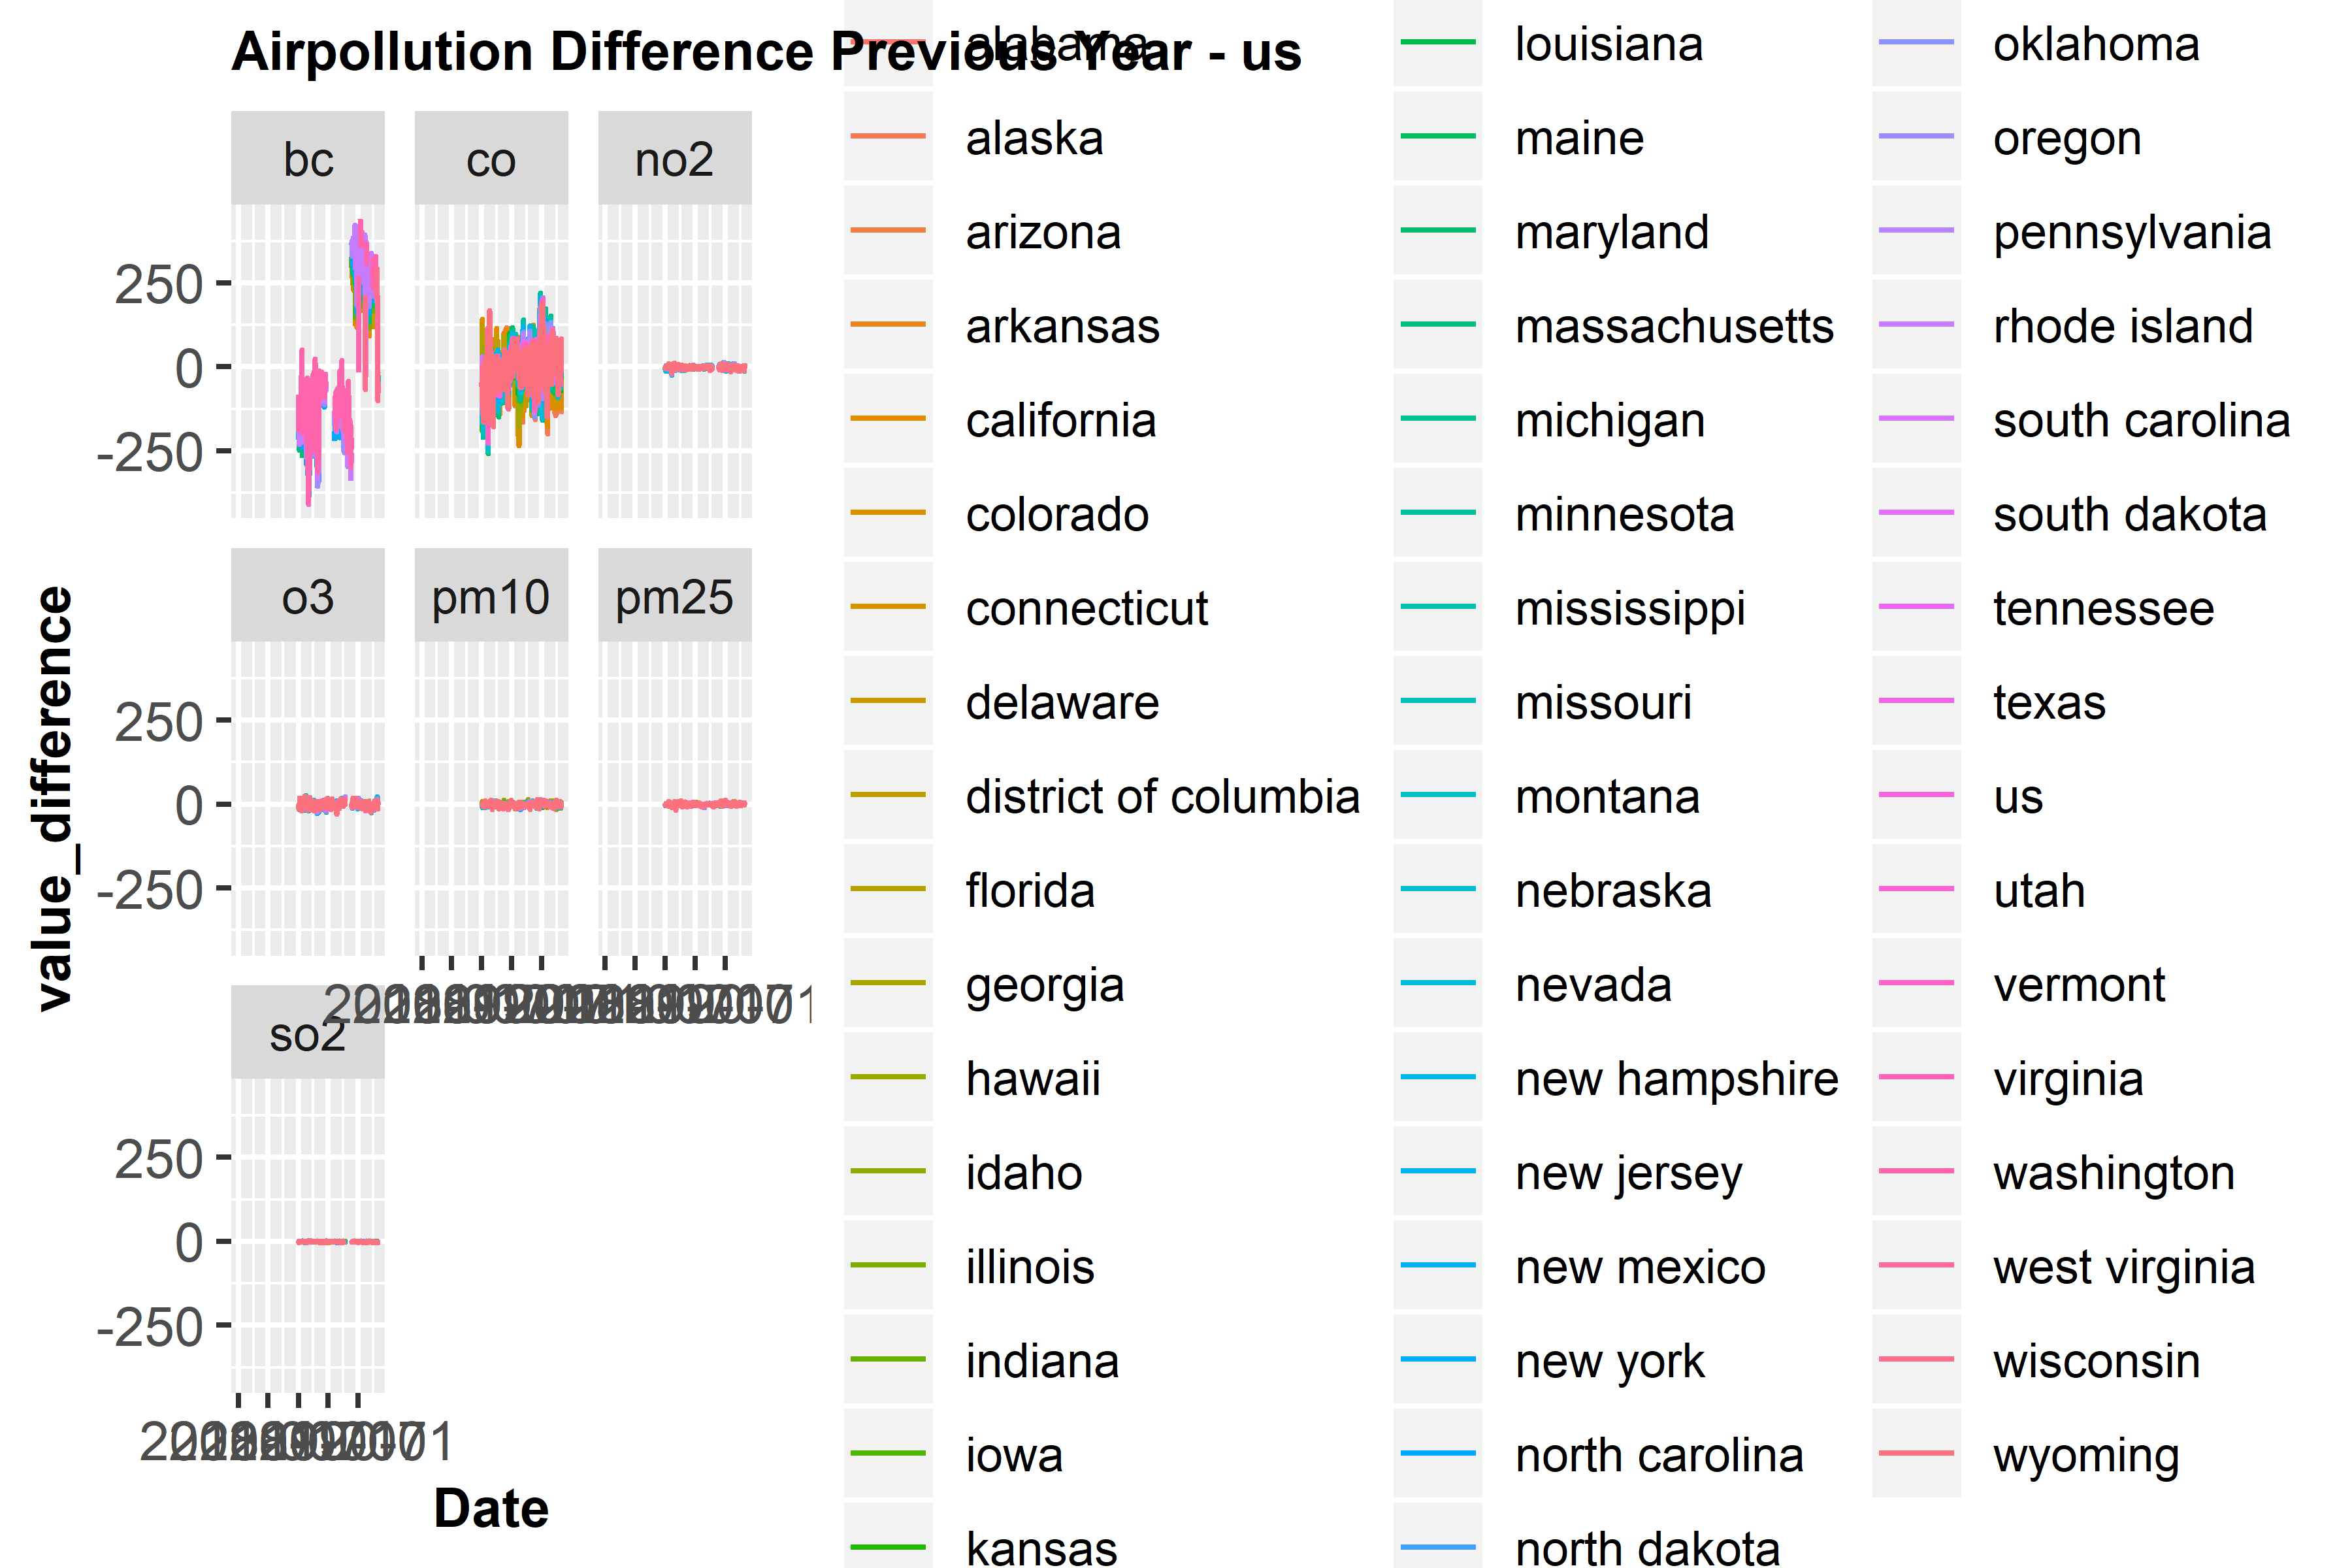 Airpollution Difference Previous Year - us
bc
co
no2
250
0
-250
o3
pm10
pm25
250
0
-250
so2
250
0
-250
value_difference
Date
alabama
alaska
arizona
arkansas
california
colorado
connecticut
delaware
district of columbia
florida
georgia
hawaii
idaho
illinois
indiana
iowa
kansas
louisiana
maine
maryland
massachusetts
michigan
minnesota
mississippi
missouri
montana
nebraska
nevada
new hampshire
new jersey
new mexico
new york
north carolina
north dakota
oklahoma
oregon
pennsylvania
rhode island
south carolina
south dakota
tennessee
texas
us
utah
vermont
virginia
washington
west virginia
wisconsin
wyoming